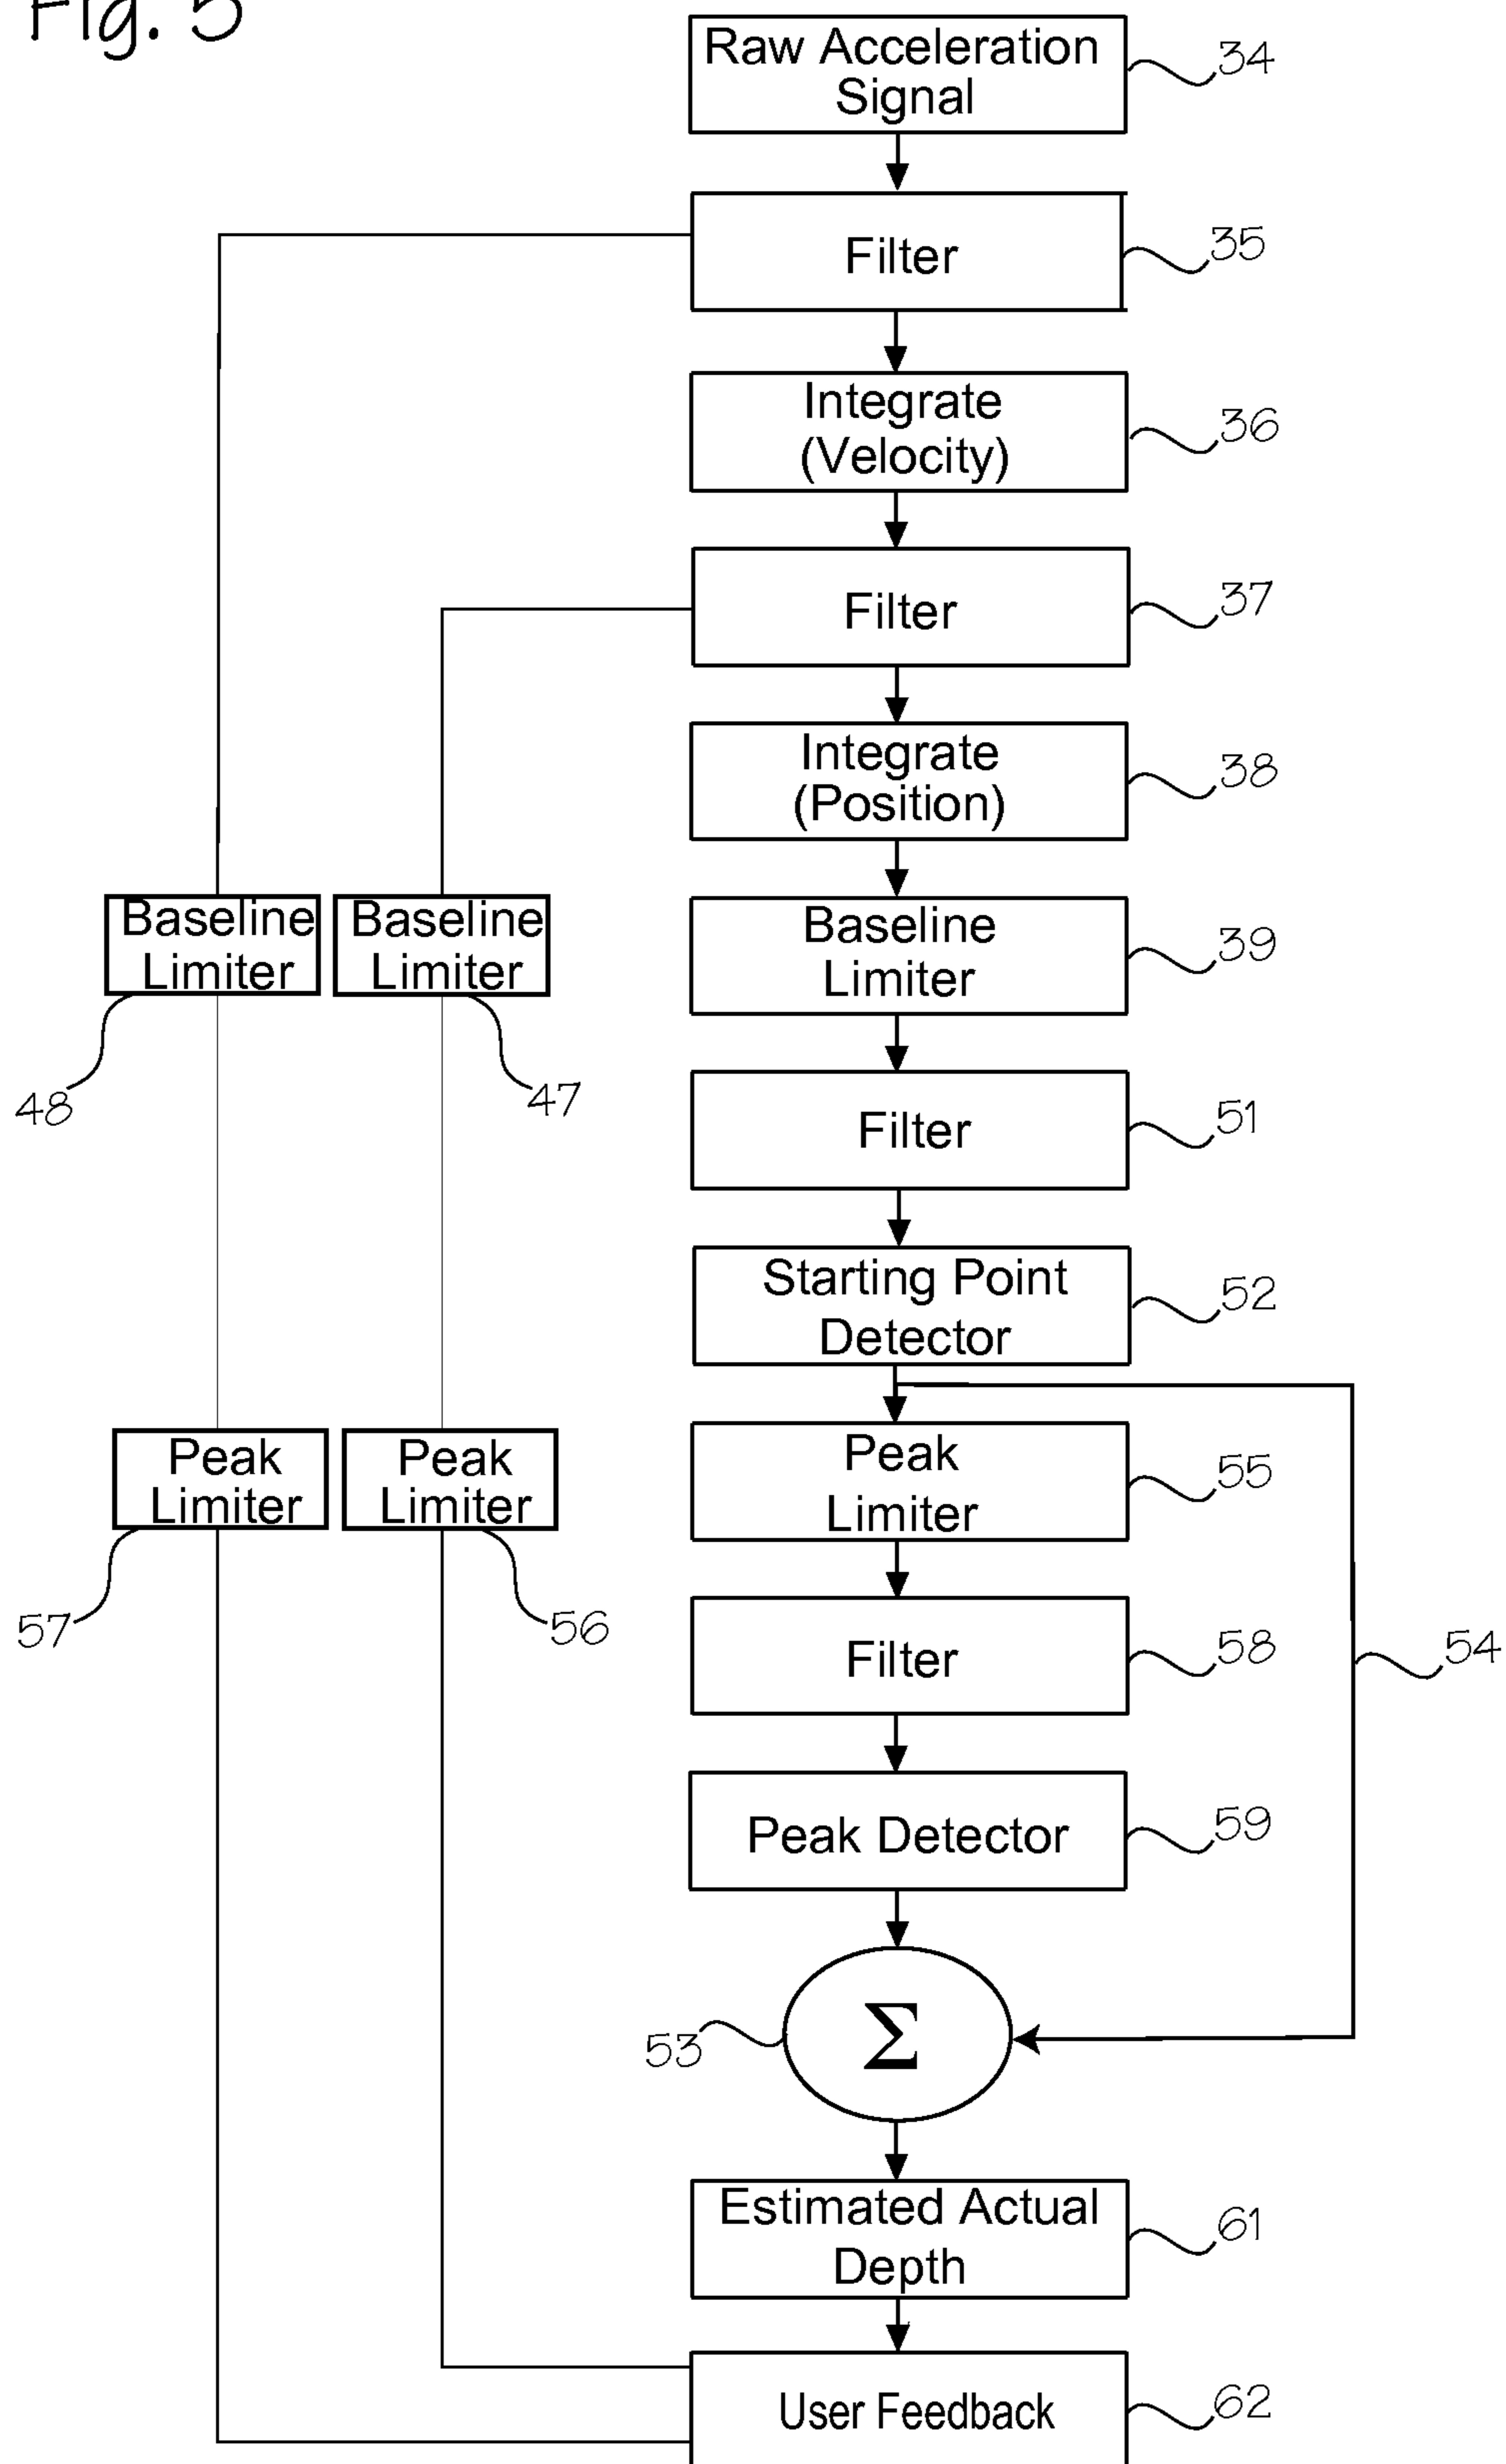 Fig. 5
Raw Acceleration
Signal
34
Filter
35
Integrate
(Velocity)
36
Filter
37
Integrate
(Position)
38
Baseline
Limiter
48
Baseline
Limiter
47
Baseline
Limiter
39
Filter
51
Starting Point
Detector
52
Peak
Limiter
57
Peak
Limiter
56
Peak
Limiter
55
Filter
58
54
Peak Detector
59
Σ
53
Estimated Actual
Depth
61
User Feedback
62